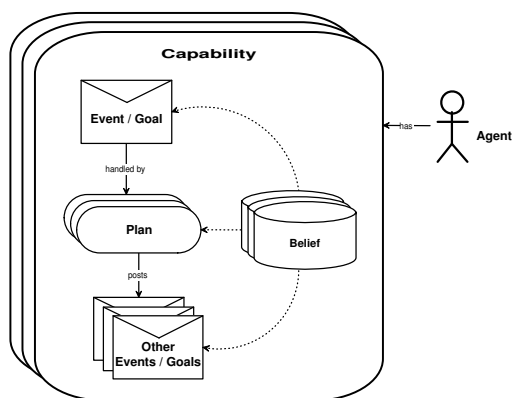 Capability
Event / Goal
handled by
has
Agent
Plan
Belief
posts
Other
Events / Goals